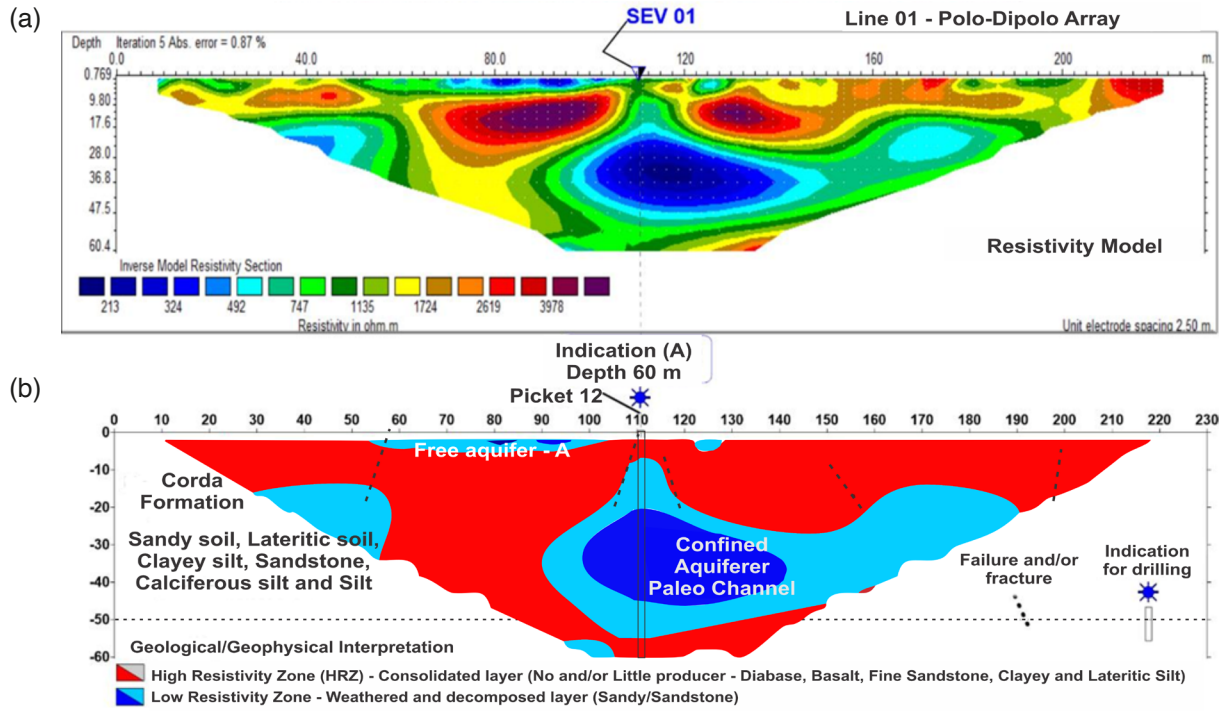 (a)
SEV 01
Line 01 - Polo-Dipolo Array
Depth Iteration 5 Abs. error = 0.87 %
0.0 40.0 80.0 120 160 200 m.
0.769
9.80
17.6
28.0
36.8
47.5
60.4
Resistivity Model
Inverse Model Resistivity Section
213 324 492 747 1135 1724 2619 3978
Resistivity in ohm.m
Unit electrode spacing 2.50 m.
Indication (A)
Depth 60 m
(b)
Picket 12
0 10 20 30 40 50 60 70 80 90 100 110 120 130 140 150 160 170 180 190 200 210 220 230
0
-10
-20
-30
-40
-50
-60
Free aquifer - A
Corda
Formation
Sandy soil, Lateritic soil,
Clayey silt, Sandstone,
Calciferous silt and Silt
Confined
Aquiferer
Paleo Channel
Failure and/or
fracture
Indication
for drilling
Geological/Geophysical Interpretation
High Resistivity Zone (HRZ) - Consolidated layer (No and/or Little producer - Diabase, Basalt, Fine Sandstone, Clayey and Lateritic Silt)
Low Resistivity Zone - Weathered and decomposed layer (Sandy/Sandstone)